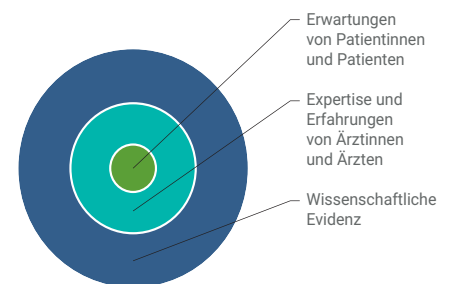 Erwartungen
von Patientinnen
und Patienten
Expertise und
Erfahrungen
von Ärztinnen
und Ärzten
Wissenschaftliche
Evidenz